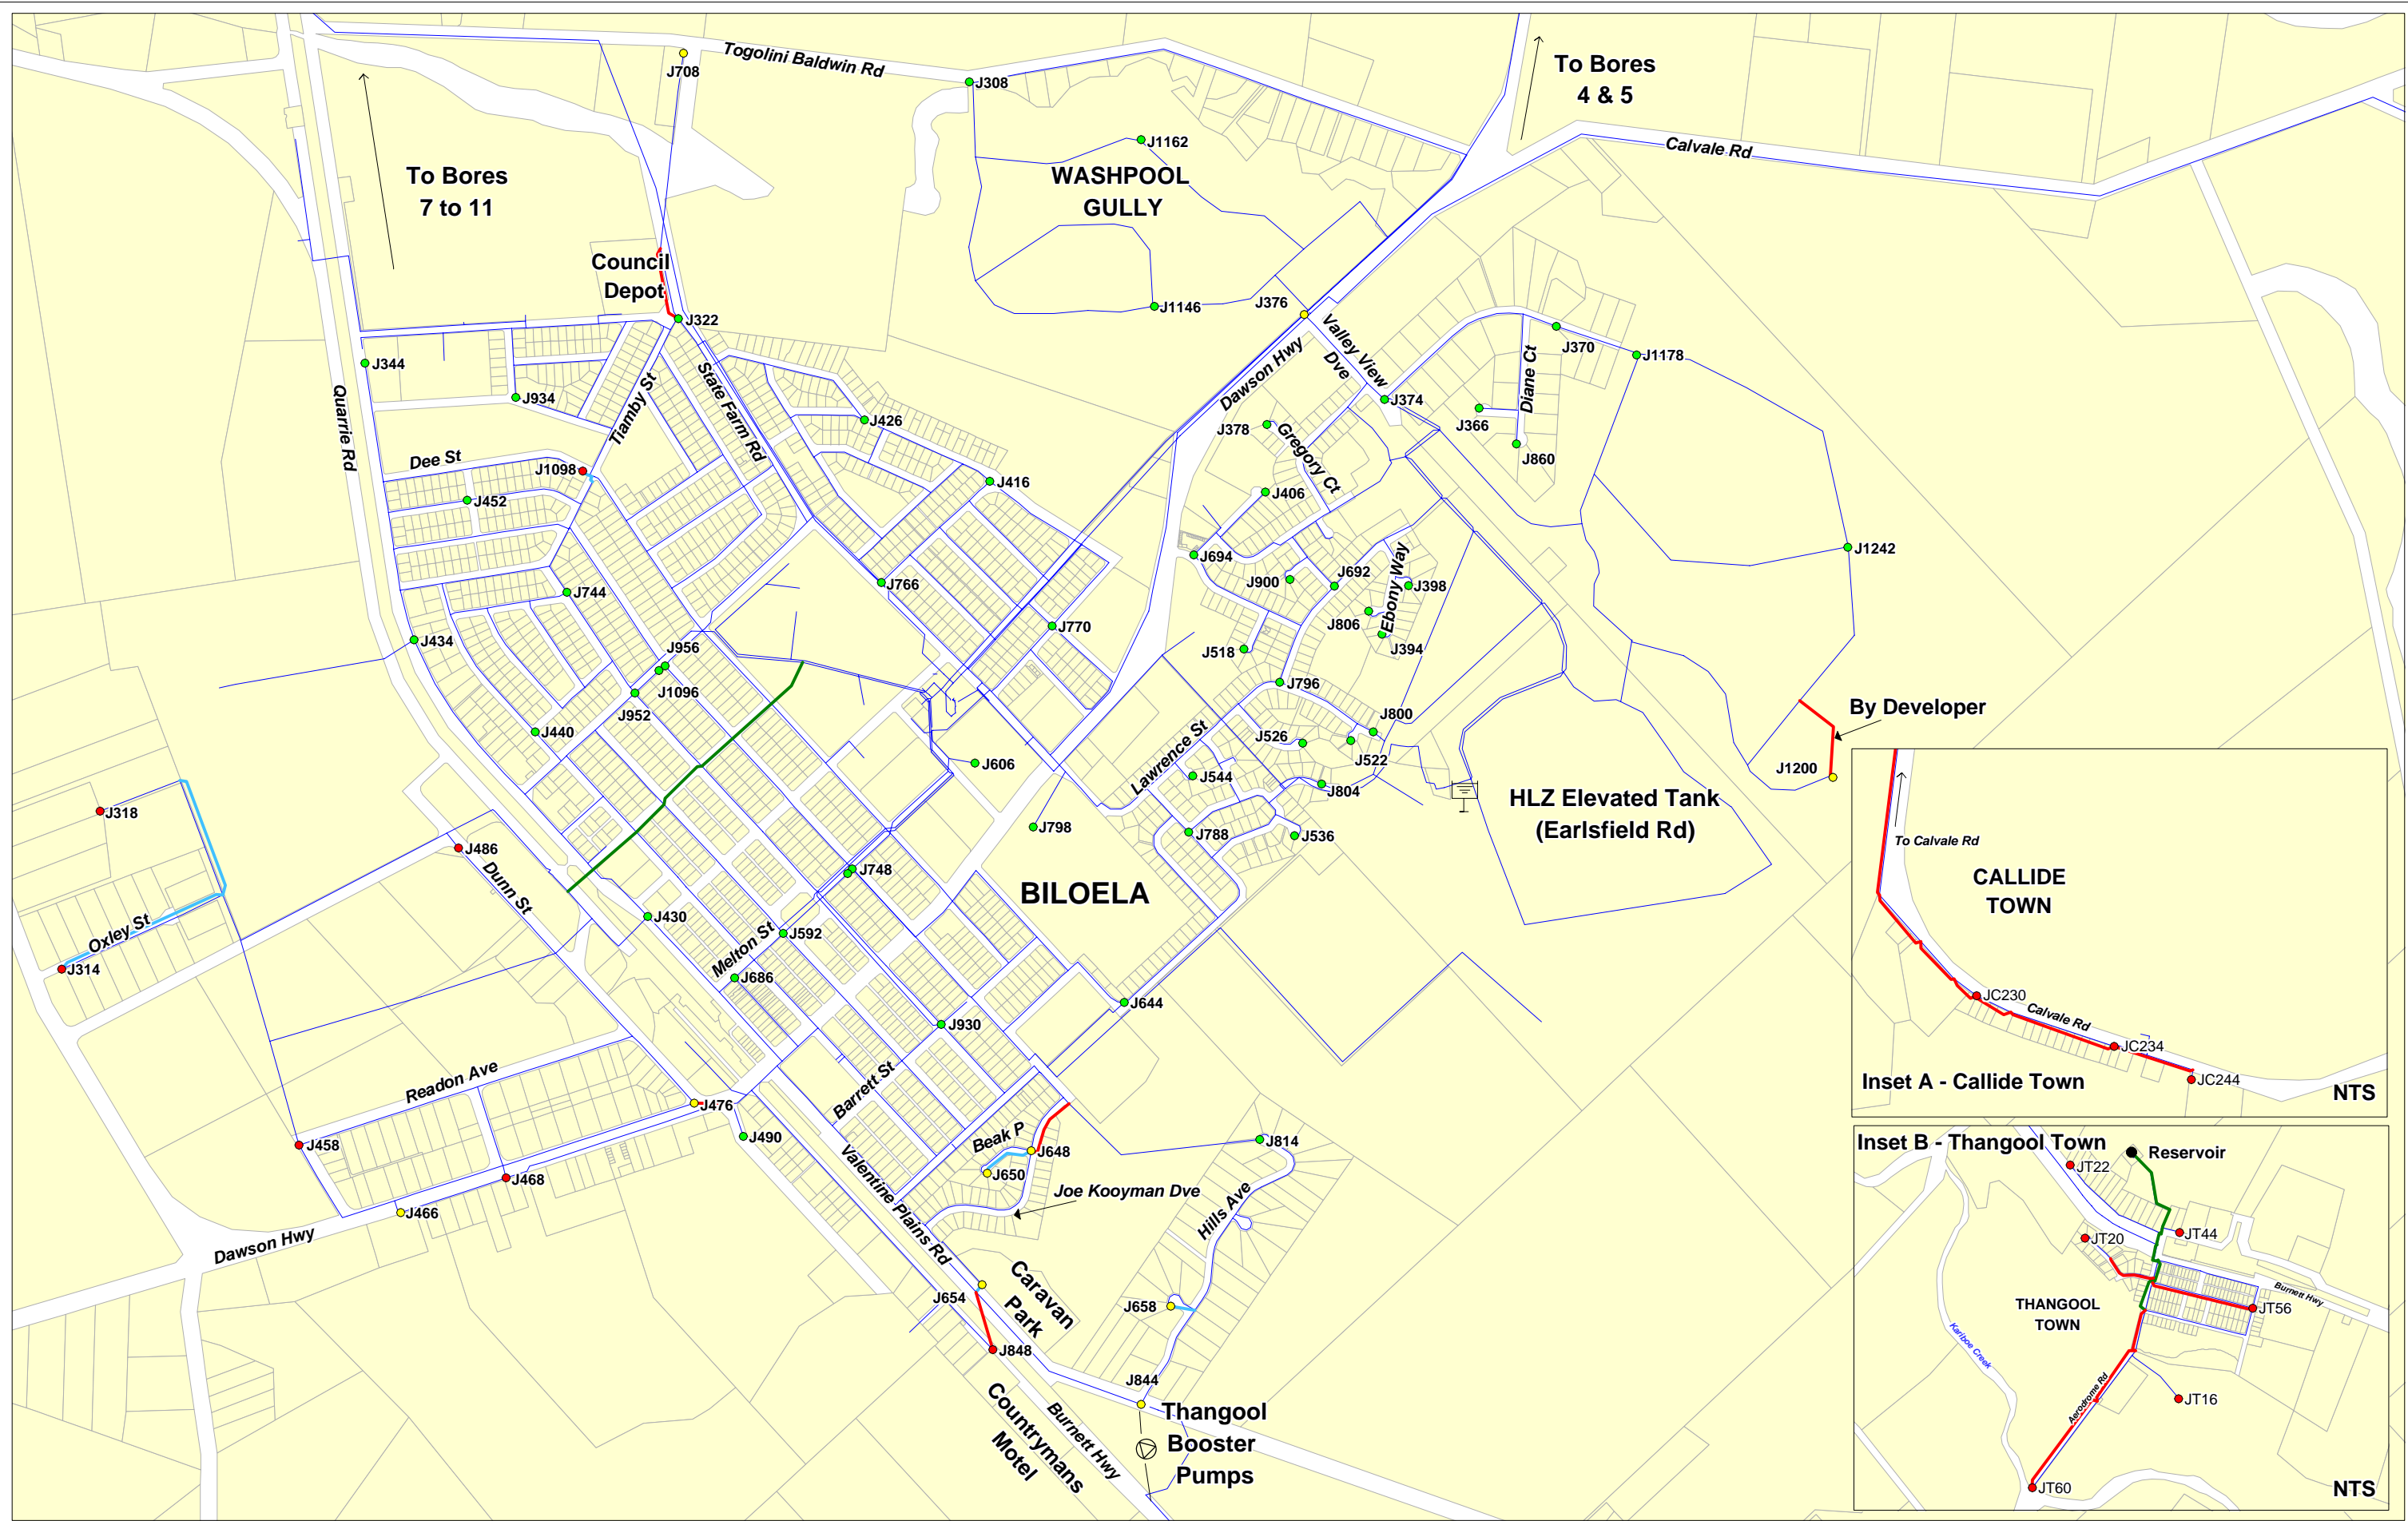 J708
Togolini Baldwin Rd
J308
To Bores
4 & 5
J1162
Calvale Rd
To Bores
7 to 11
WASHPOOL
GULLY
Council
Depot
J322
J1146
J376
Valley View
Dve
J370
J1178
J344
Quarrie Rd
J934
Tiamby St
State Farm Rd
J426
Dawson Hwy
J378
Gregory Ct
J374
J366
Diane Ct
J860
Dee St
J1098
J452
J416
J406
J694
J900
J692
Ebony Way
J398
J1242
J766
J744
J806
J394
J434
J770
J518
J956
J1096
J952
J796
J440
J800
J526
J522
Lawrence St
J544
J606
J804
By Developer
J1200
HLZ Elevated Tank
(Earlsfield Rd)
J318
J798
J788
J536
J486
Dunn St
J748
BILOELA
Oxley St
J314
J430
J592
Melton St
J686
J644
J930
Readon Ave
Barrett St
J476
J490
Beak P
J648
J650
J814
J458
J468
J466
Dawson Hwy
Valentine Plains Rd
Joe Kooyman Dve
Hills Ave
J654
Caravan
Park
J658
J848
J844
Countrymans
Motel
Burnett Hwy
Thangool
Booster
Pumps
To Calvale Rd
CALLIDE
TOWN
JC230
Calvale Rd
JC234
JC244
Inset A - Callide Town
NTS
Inset B - Thangool Town
Reservoir
JT22
JT44
JT20
THANGOOL
TOWN
Burnett Hwy
JT56
Kariboe Creek
Aerodrome Rd
JT16
JT60
NTS